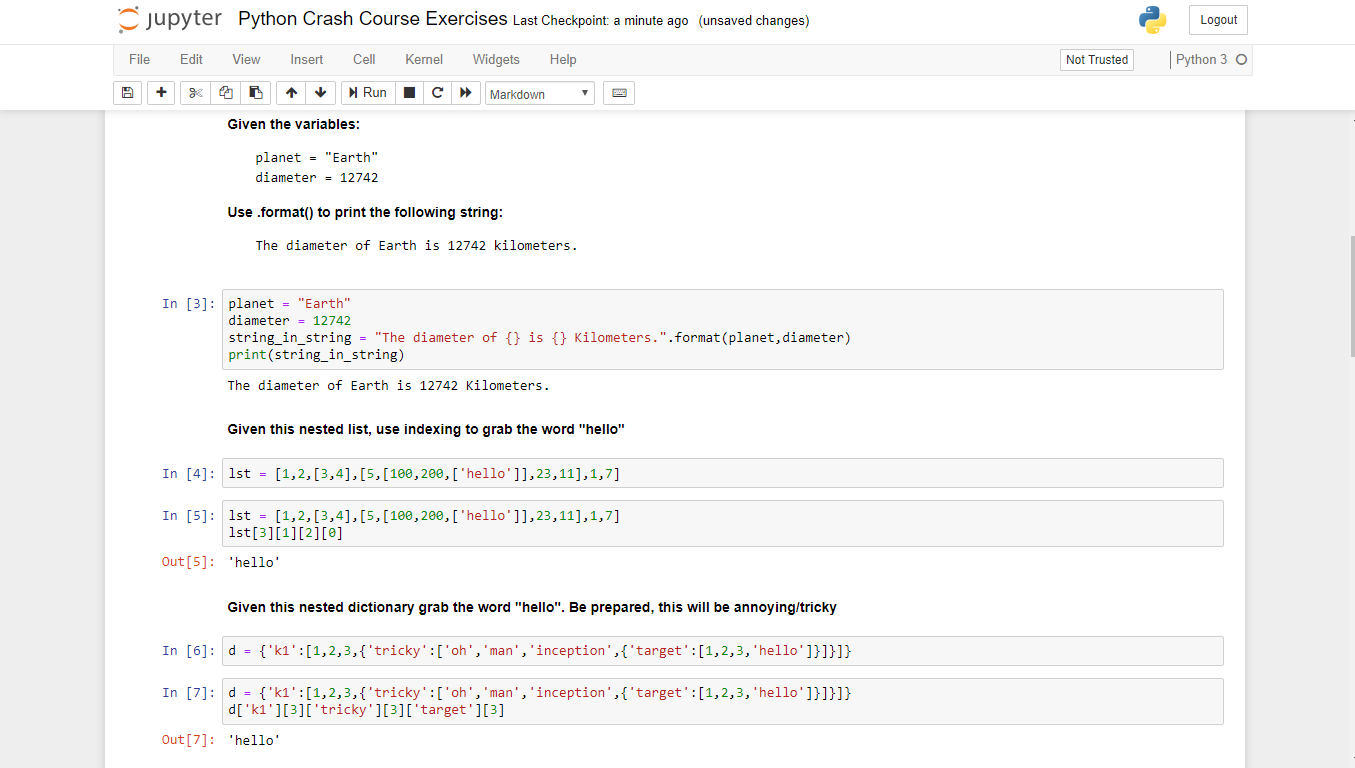 jupyter Python Crash Course Exercises Last Checkpoint: a minute ago (unsaved changes) Logout
File Edit View Insert Cell Kernel Widgets Help Not Trusted Python 3
Run Markdown
Given the variables:
planet = "Earth"
diameter = 12742
Use .format() to print the following string:
The diameter of Earth is 12742 kilometers.
In [3]: planet = "Earth"
diameter = 12742
string_in_string = "The diameter of {} is {} Kilometers.".format(planet,diameter)
print(string_in_string)
The diameter of Earth is 12742 Kilometers.
Given this nested list, use indexing to grab the word "hello"
In [4]: lst = [1,2,[3,4],[5,[100,200,['hello']],23,11],1,7]
In [5]: lst = [1,2,[3,4],[5,[100,200,['hello']],23,11],1,7]
lst[3][1][2][0]
Out[5]: 'hello'
Given this nested dictionary grab the word "hello". Be prepared, this will be annoying/tricky
In [6]: d = {'k1':[1,2,3,{'tricky':['oh','man','inception',{'target':[1,2,3,'hello']}]}]}
In [7]: d = {'k1':[1,2,3,{'tricky':['oh','man','inception',{'target':[1,2,3,'hello']}]}]}
d['k1'][3]['tricky'][3]['target'][3]
Out[7]: 'hello'